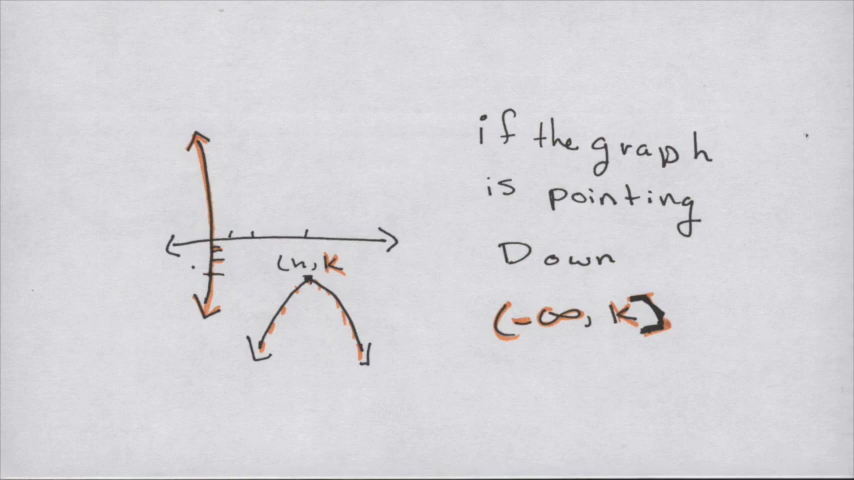 if the graph
is pointing
Down
(h, K
(-∞, K]